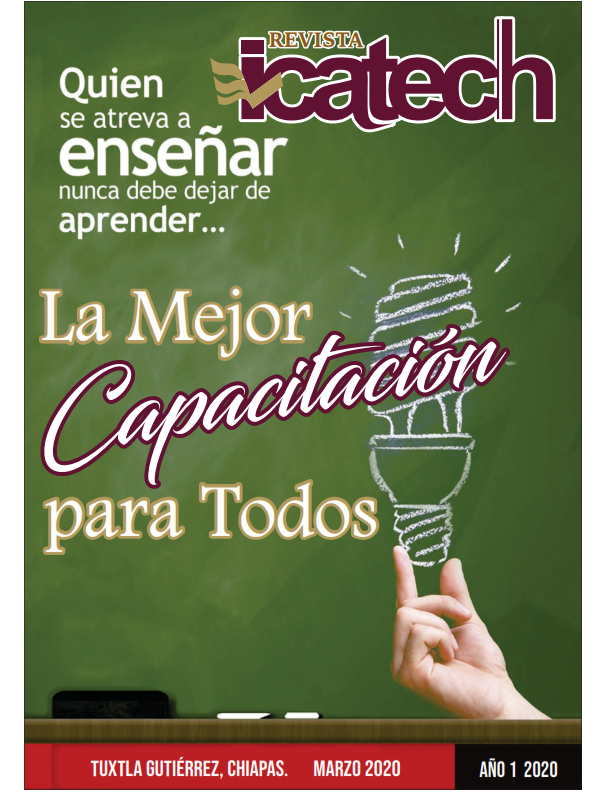 REVISTA
icatech
Quien
se atreva a
enseñar
nunca debe dejar de
aprender...
La Mejor
Capacitación
para Todos
TUXTLA GUTIÉRREZ, CHIAPAS. MARZO 2020 AÑO 1 2020